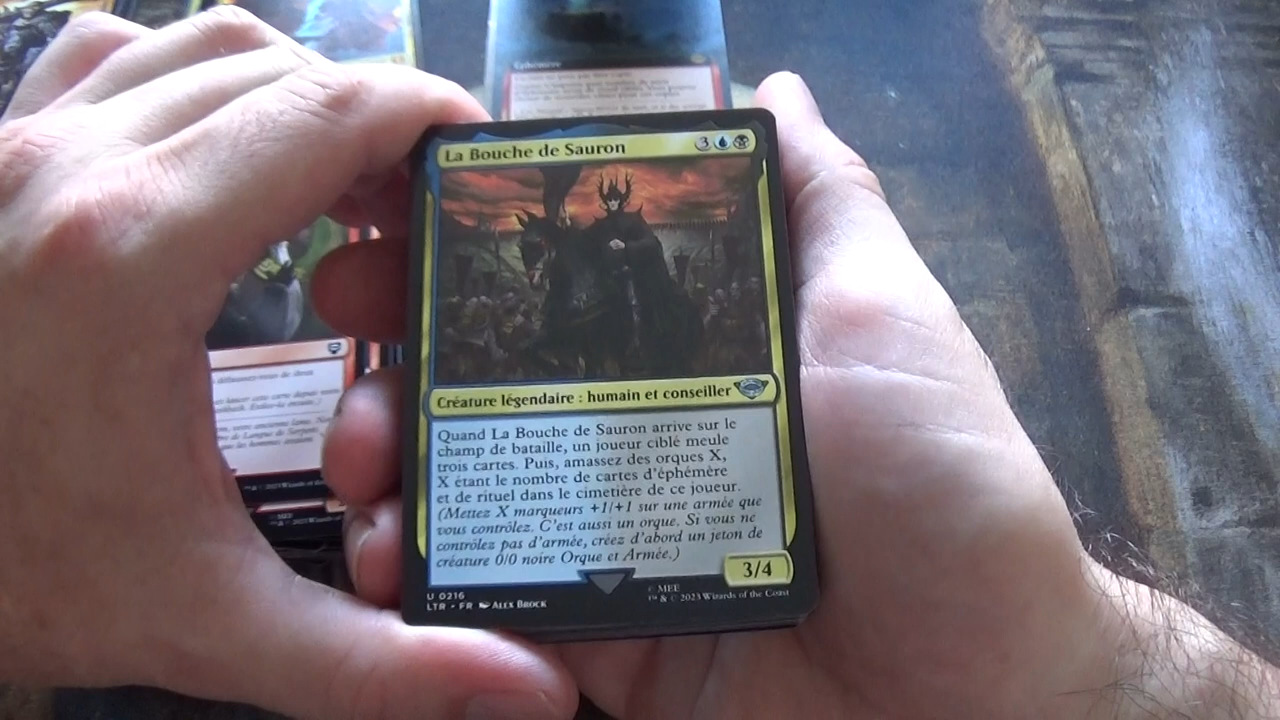 Éphémère
La Bouche de Sauron
3
Créature légendaire : humain et conseiller
Quand La Bouche de Sauron arrive sur le
champ de bataille, un joueur ciblé meule
trois cartes. Puis, amassez des orques X,
X étant le nombre de cartes d'éphémère
et de rituel dans le cimetière de ce joueur.
(Mettez X marqueurs +1/+1 sur une armée que
vous contrôlez. C'est aussi un orque. Si vous ne
contrôlez pas d'armée, créez d'abord un jeton de
créature 0/0 noire Orque et Armée.)
3/4
U 0216
LTR • FR ALEX BROCK
© MEE
™ & © 2023 Wizards of the Coast